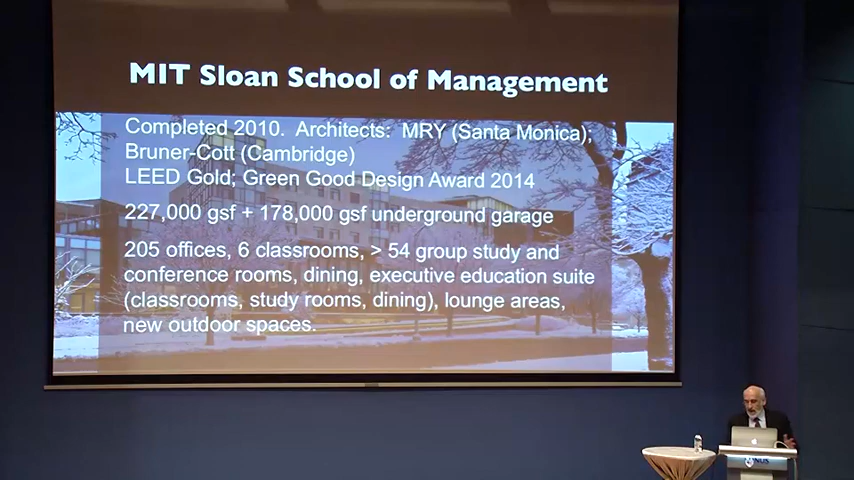 MIT Sloan School of Management
Completed 2010. Architects: MRY (Santa Monica);
Bruner-Cott (Cambridge)
LEED Gold; Green Good Design Award 2014
227,000 gsf + 178,000 gsf underground garage
205 offices, 6 classrooms, > 54 group study and
conference rooms, dining, executive education suite
(classrooms, study rooms, dining), lounge areas,
new outdoor spaces.
NUS